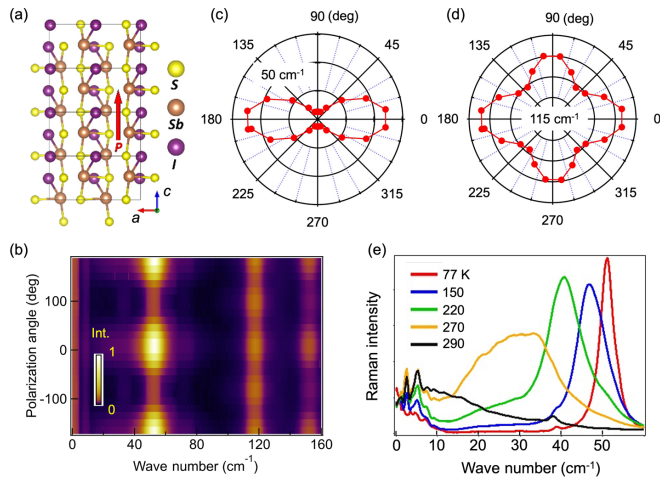 (a)
S
Sb
I
P
c
a
(c)
90 (deg)
135
45
50 cm-1
180
0
225
315
270
(d)
90 (deg)
135
45
180
115 cm-1
0
225
315
270
(b)
Polarization angle (deg)
100
0
-100
Int.
1
0
0
40
80
120
160
Wave number (cm-1)
(e)
Raman intensity
77 K
150
220
270
290
0
10
20
30
40
50
Wave number (cm-1)